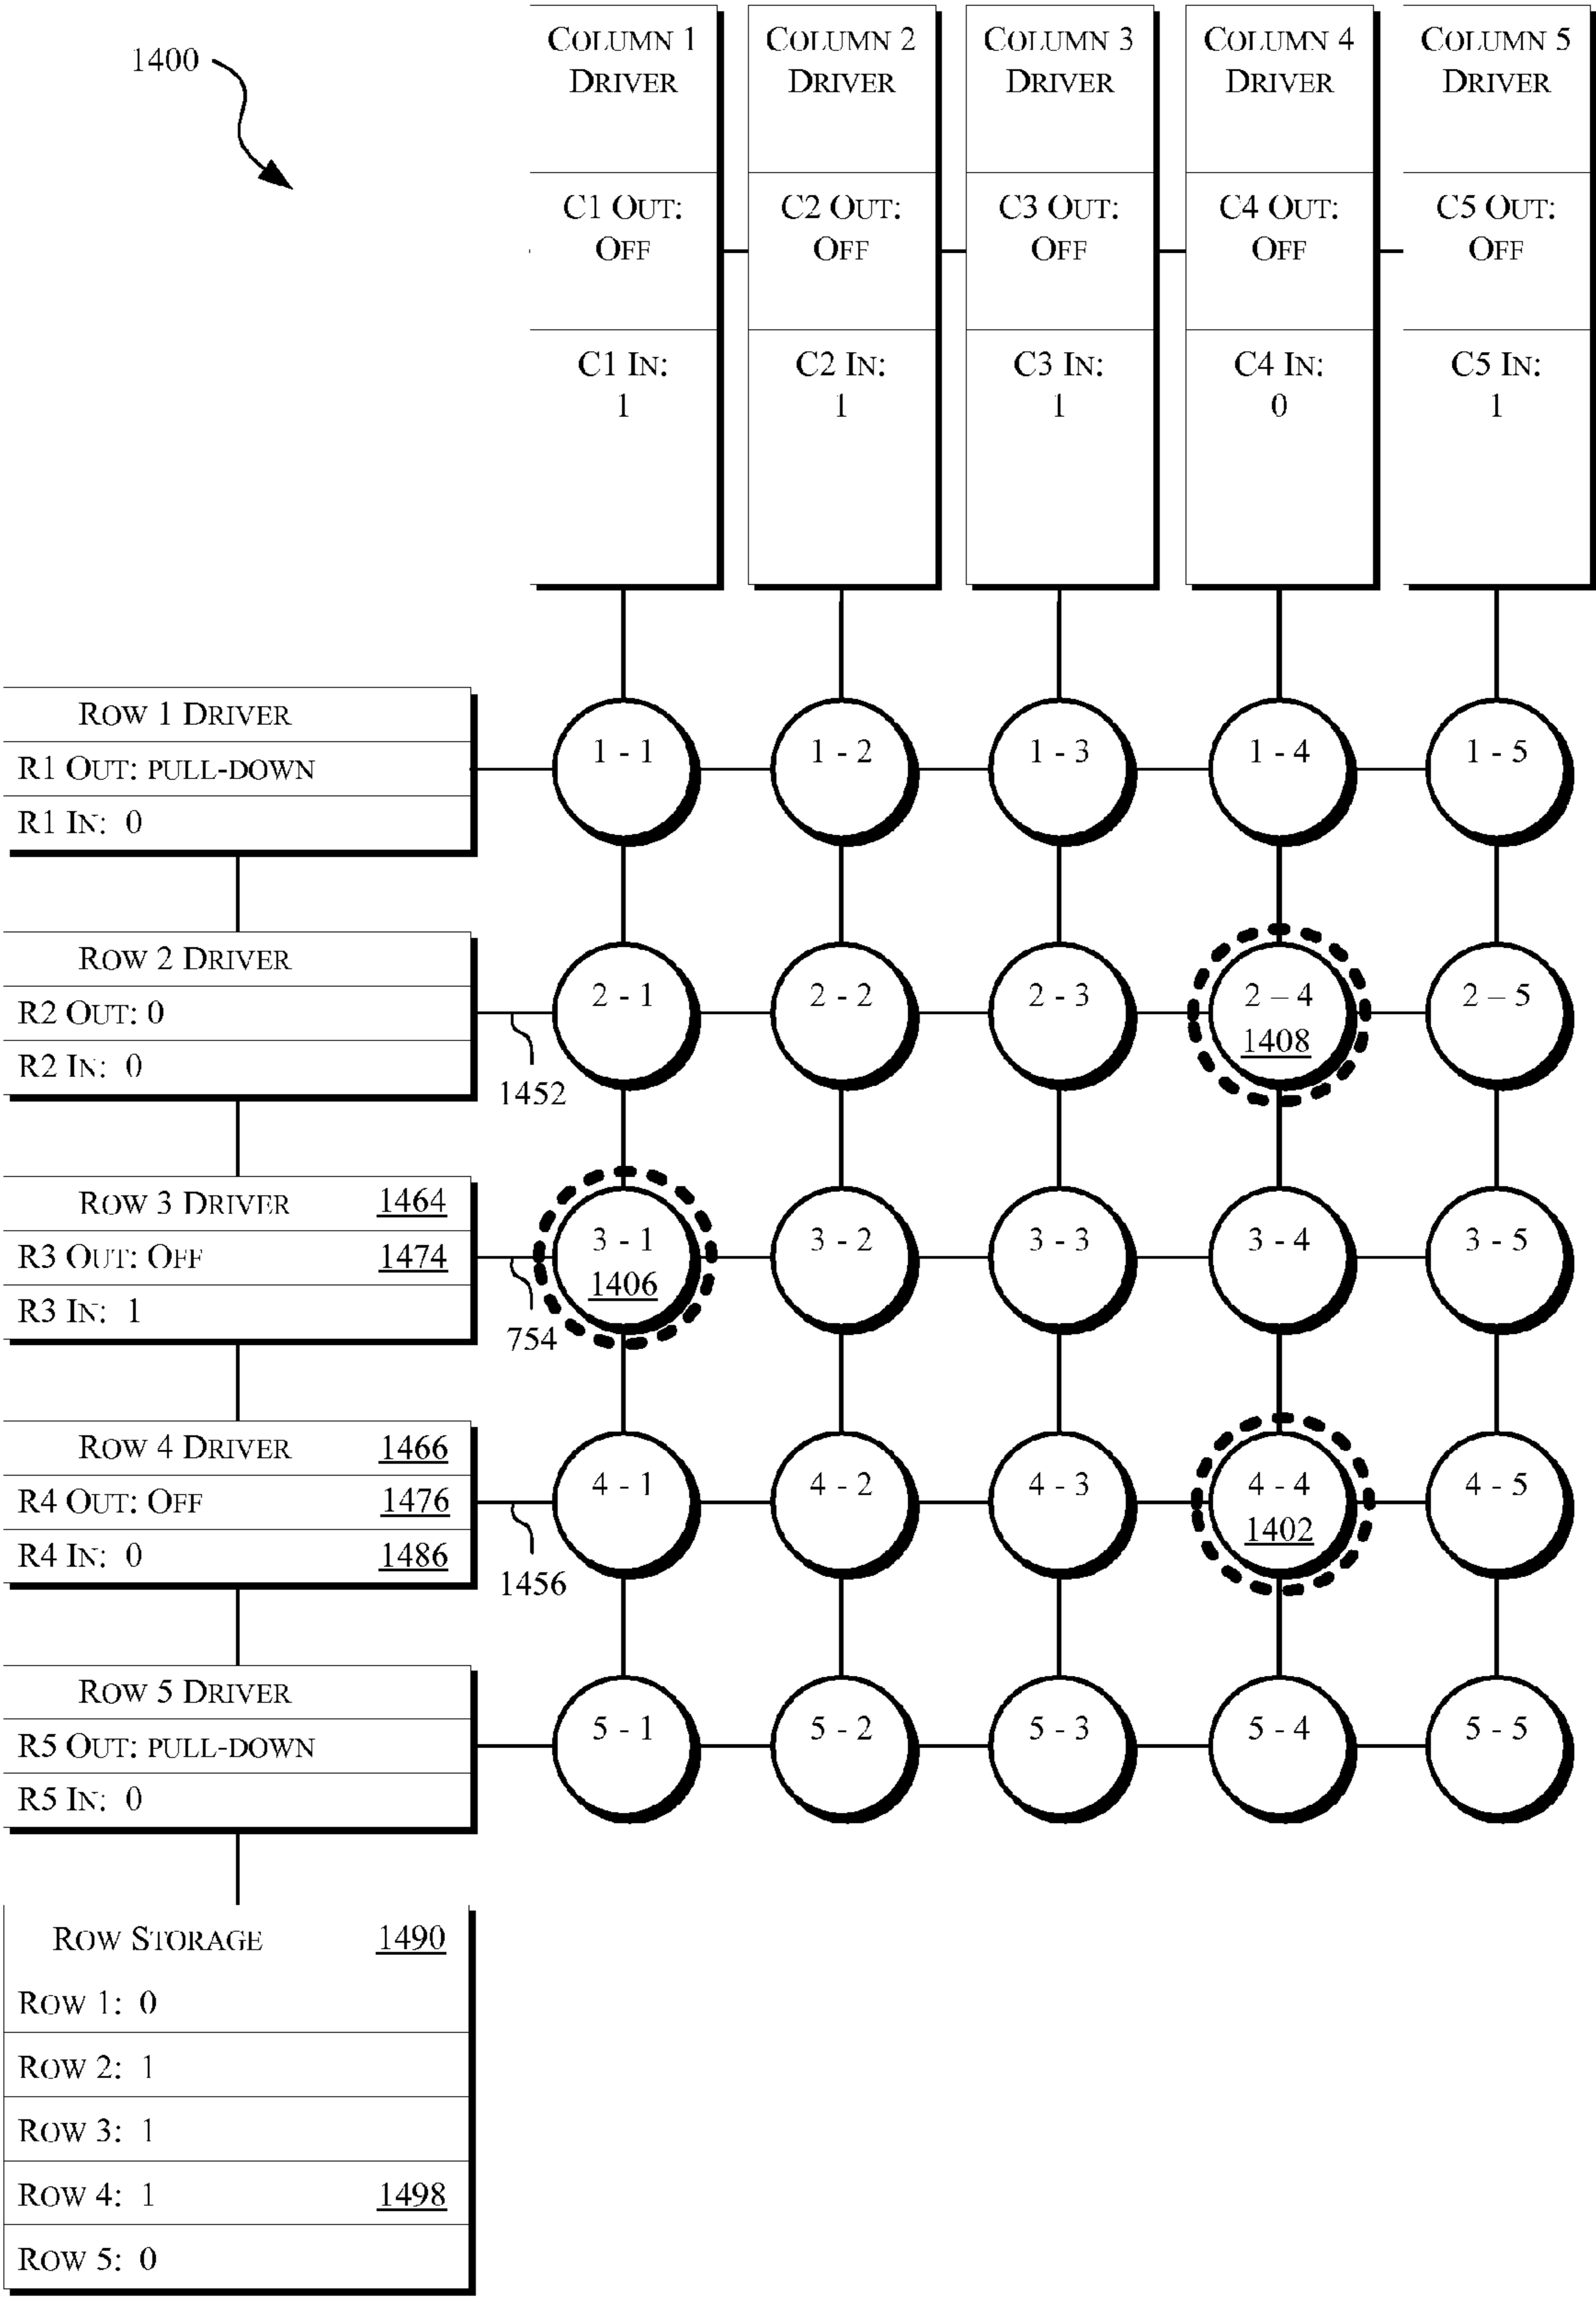 1400
COLUMN 1 DRIVER
C1 OUT: OFF
C1 IN: 1
COLUMN 2 DRIVER
C2 OUT: OFF
C2 IN: 1
COLUMN 3 DRIVER
C3 OUT: OFF
C3 IN: 1
COLUMN 4 DRIVER
C4 OUT: OFF
C4 IN: 0
COLUMN 5 DRIVER
C5 OUT: OFF
C5 IN: 1
ROW 1 DRIVER
R1 OUT: PULL-DOWN
R1 IN: 0
1 - 1
1 - 2
1 - 3
1 - 4
1 - 5
ROW 2 DRIVER
R2 OUT: 0
R2 IN: 0
1452
2 - 1
2 - 2
2 - 3
2 – 4
1408
2 – 5
ROW 3 DRIVER 1464
R3 OUT: OFF 1474
R3 IN: 1
754
3 - 1
1406
3 - 2
3 - 3
3 - 4
3 - 5
ROW 4 DRIVER 1466
R4 OUT: OFF 1476
R4 IN: 0 1486
1456
4 - 1
4 - 2
4 - 3
4 - 4
1402
4 - 5
ROW 5 DRIVER
R5 OUT: PULL-DOWN
R5 IN: 0
5 - 1
5 - 2
5 - 3
5 - 4
5 - 5
ROW STORAGE 1490
ROW 1: 0
ROW 2: 1
ROW 3: 1
ROW 4: 1 1498
ROW 5: 0